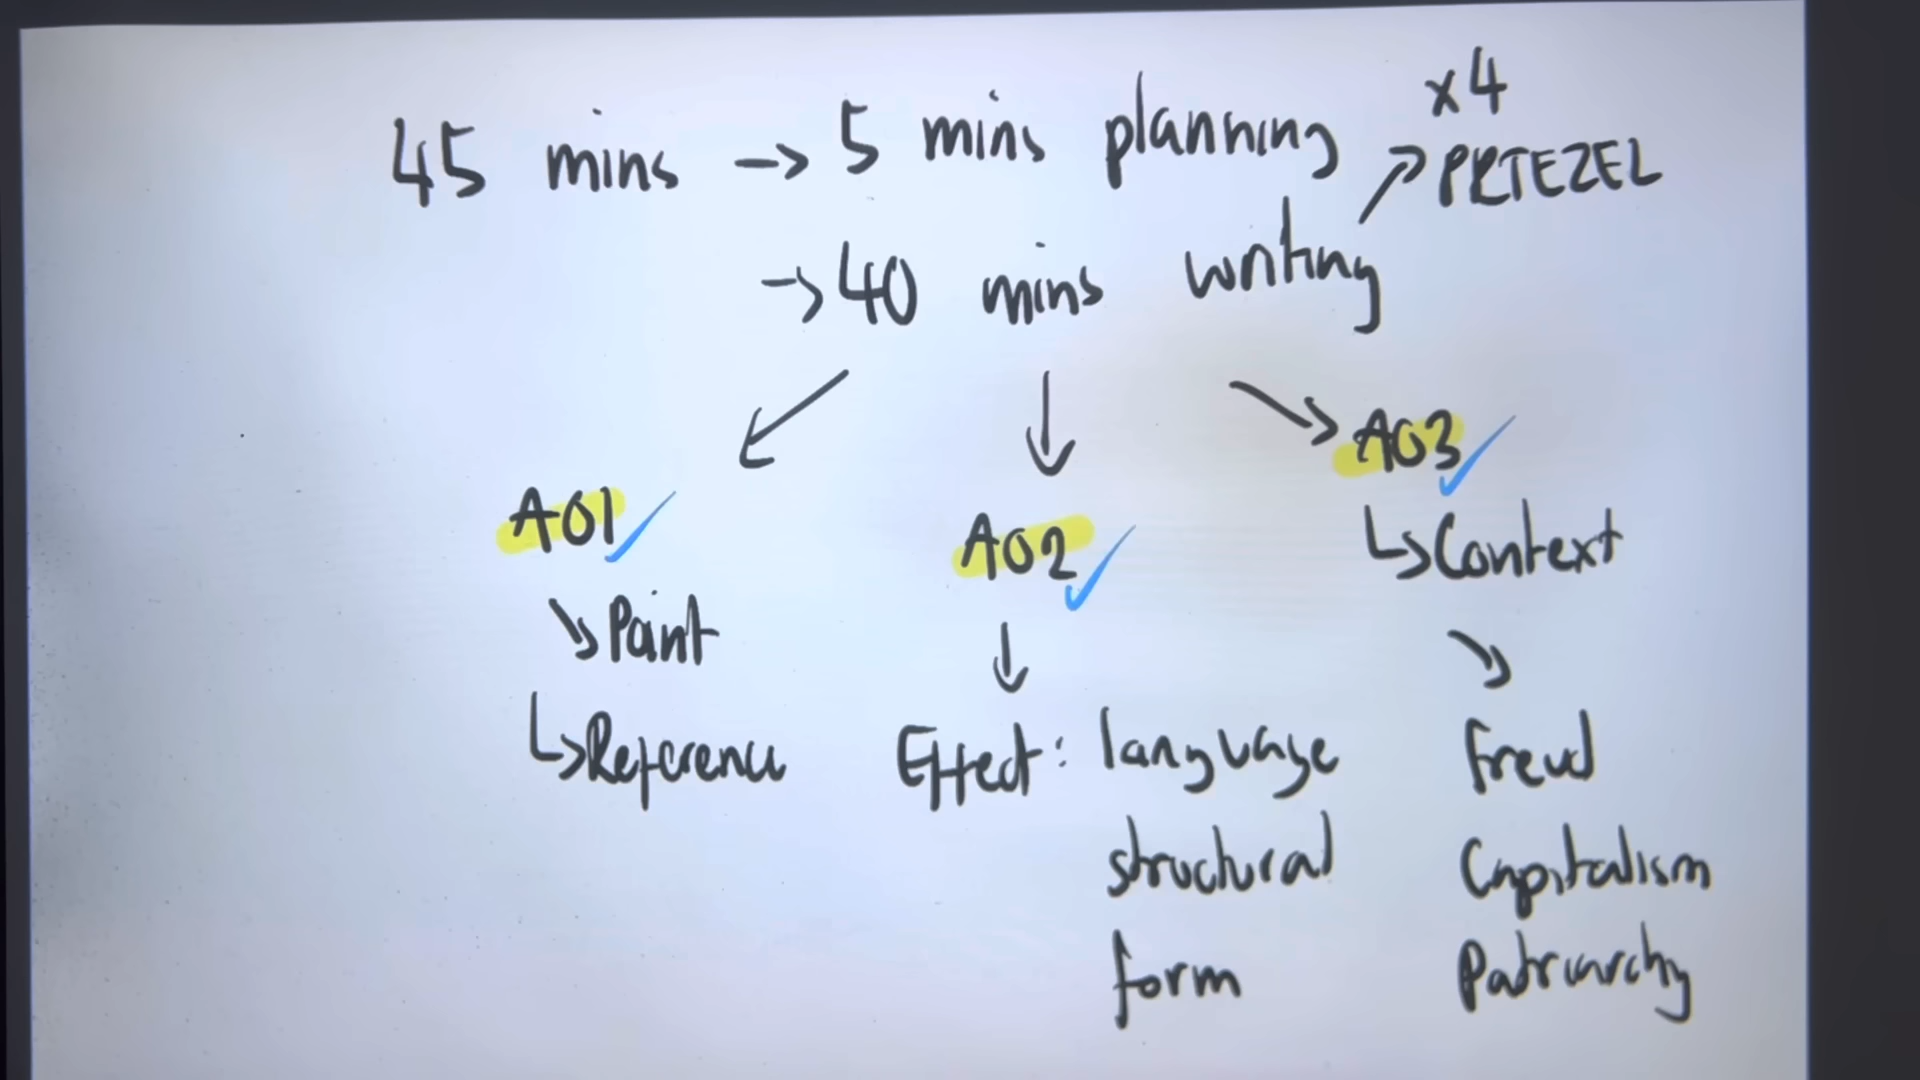 45 mins -> 5 mins planning
x4
PRTEZEL
-> 40 mins writing
AO1
Point
Reference
AO2
Effect: language
structural
form
AO3
Context
Freud
Capitalism
Patriarchy